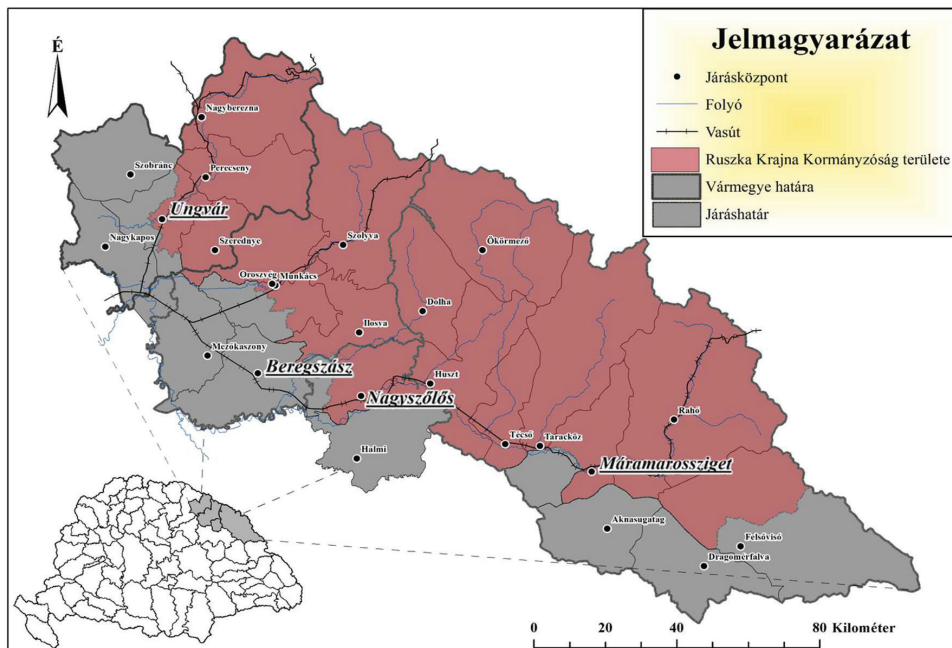 É
Jelmagyarázat
Járásközpont
Folyó
Vasút
Ruszka Krajna Kormányzóság területe
Vármegye határa
Járáshatár
Nagyberezna
Szobránc
Perecseny
Ungvár
Nagykapos
Szerednye
Szolyva
Ökörmező
Oroszvég
Munkács
Dolha
Ilosva
Mezőkaszony
Beregszász
Nagyszőlős
Huszt
Rahó
Técső
Taracköz
Halmi
Máramarossziget
Aknasugatag
Felsővisó
Dragomérfalva
0 20 40 60 80 Kilométer